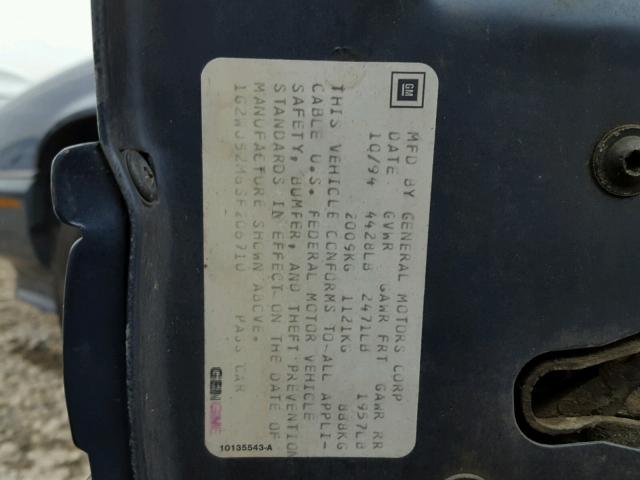 GM
MFD BY GENERAL MOTORS CORP
DATE GVWR GAWR FRT GAWR RR
10/94 4428LB 2471LB 1957LB
2009KG 1121KG 888KG
THIS VEHICLE CONFORMS TO ALL APPLI-
CABLE U.S. FEDERAL MOTOR VEHICLE
SAFETY, BUMPER, AND THEFT PREVENTION
STANDARDS IN EFFECT ON THE DATE OF
MANUFACTURE SHOWN ABOVE.
PASS CAR
GENGME
10135543-A